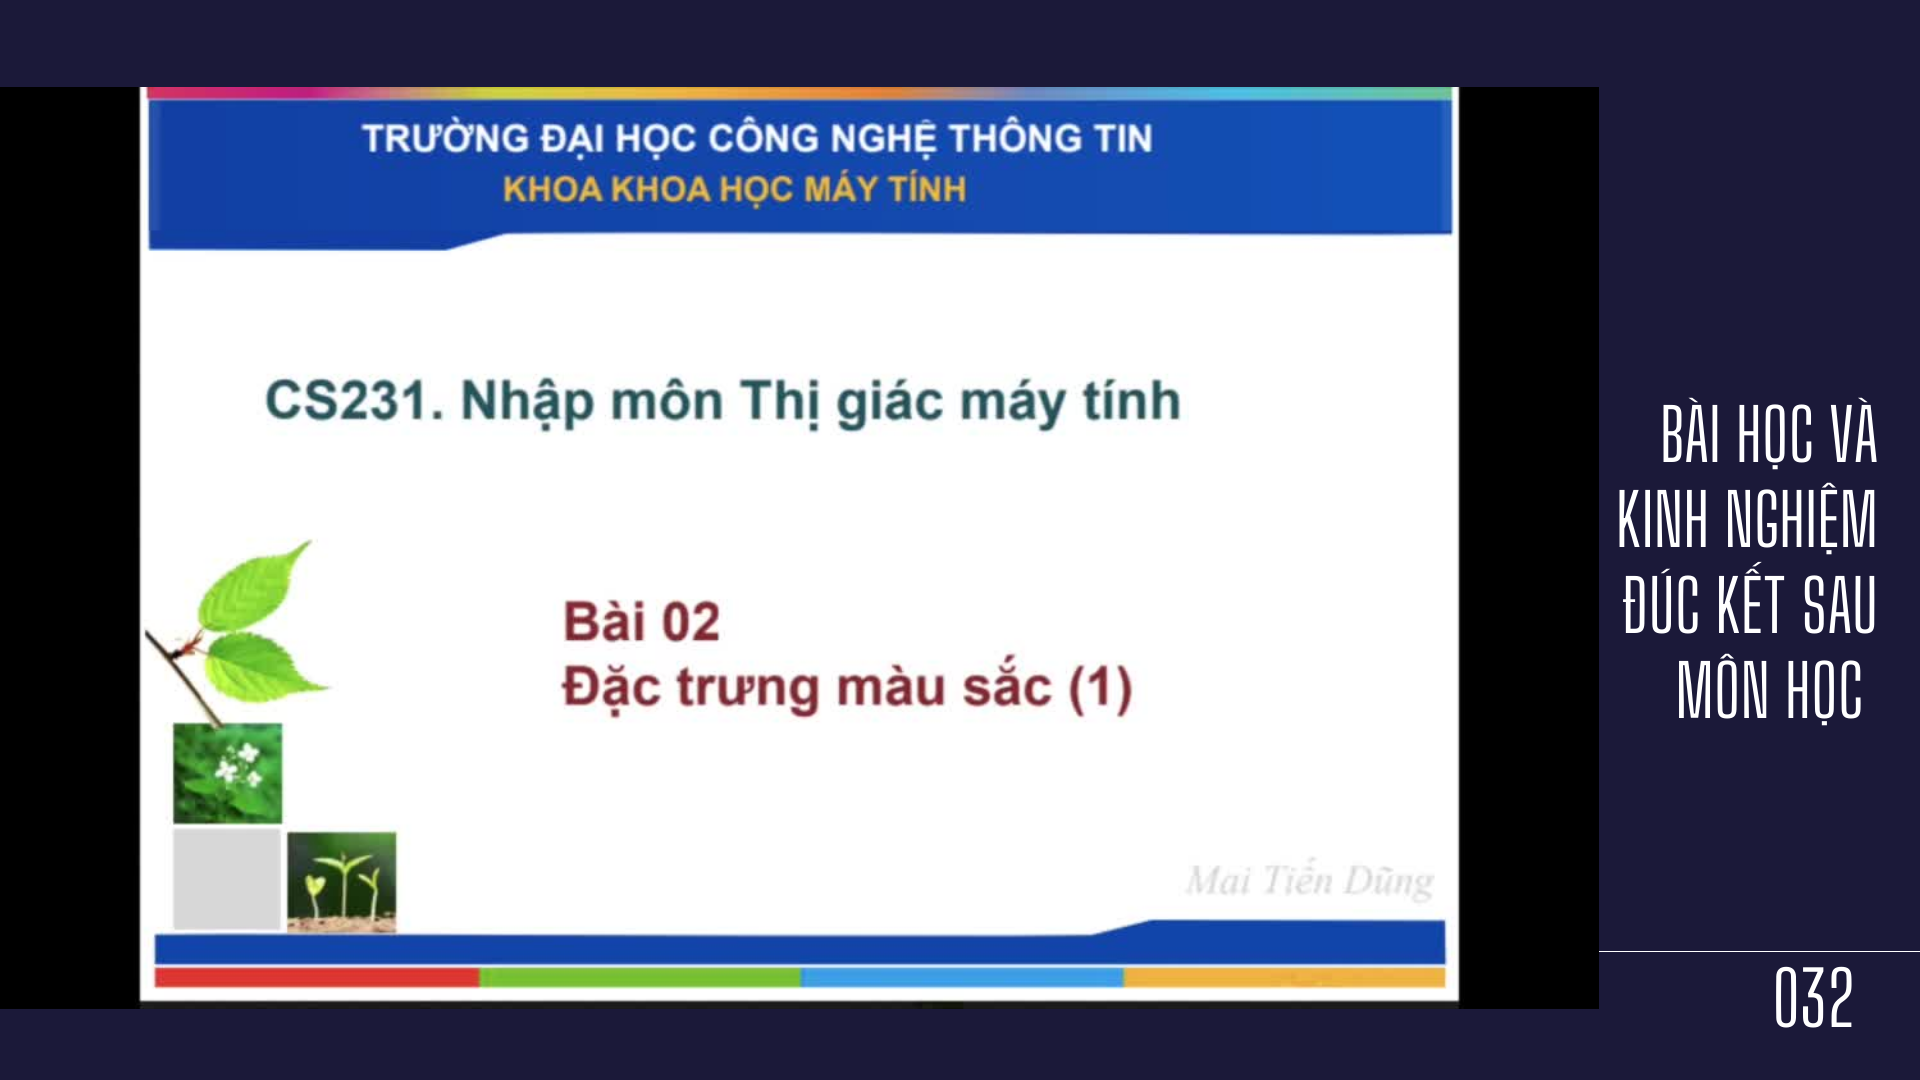 TRƯỜNG ĐẠI HỌC CÔNG NGHỆ THÔNG TIN
KHOA KHOA HỌC MÁY TÍNH
CS231. Nhập môn Thị giác máy tính
Bài 02
Đặc trưng màu sắc (1)
Mai Tiến Dũng
BÀI HỌC VÀ
KINH NGHIỆM
ĐÚC KẾT SAU
MÔN HỌC
032